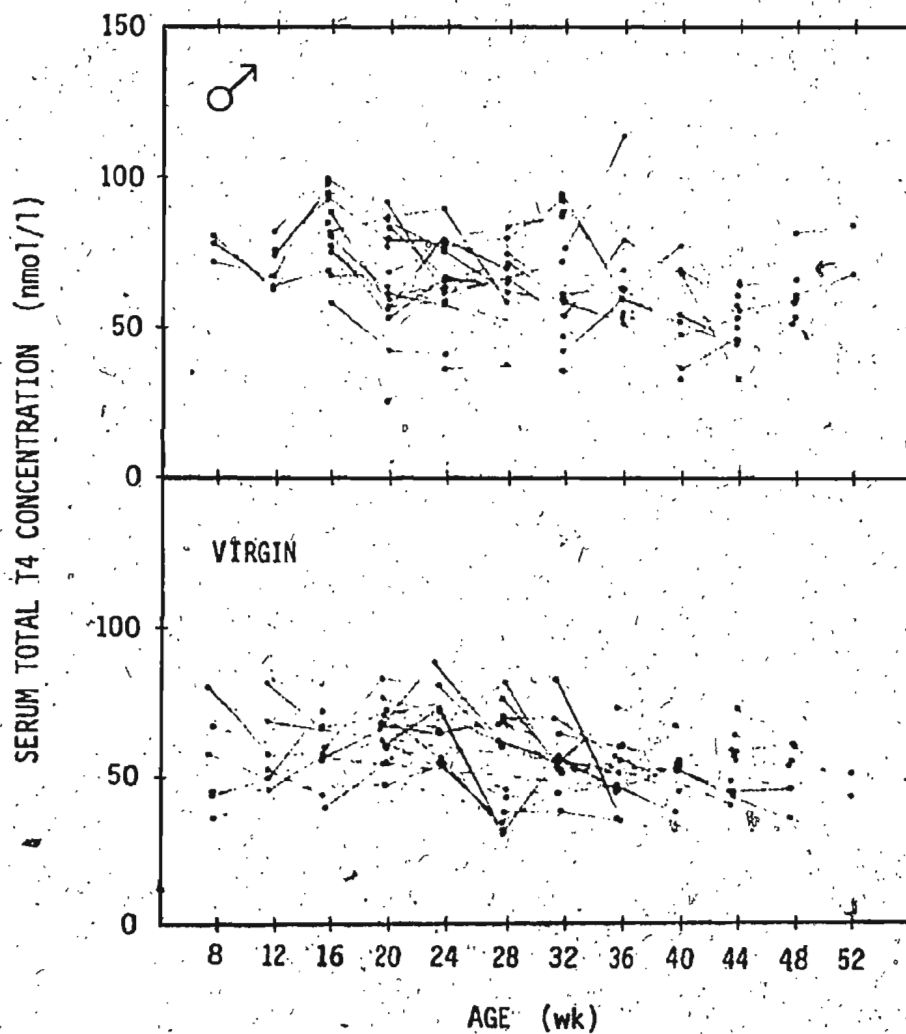 150
♂
100
50
0
SERUM TOTAL T4 CONCENTRATION (nmol/l)
VIRGIN
100
50
0
8 12 16 20 24 28 32 36 40 44 48 52
AGE (wk)